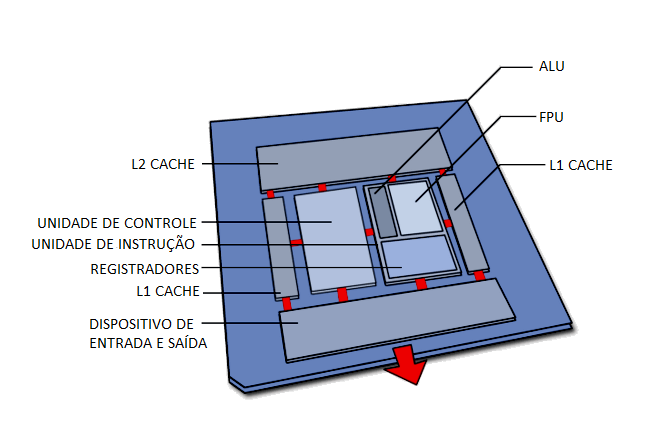 ALU
FPU
L2 CACHE
L1 CACHE
UNIDADE DE CONTROLE
UNIDADE DE INSTRUÇÃO
REGISTRADORES
L1 CACHE
DISPOSITIVO DE
ENTRADA E SAÍDA